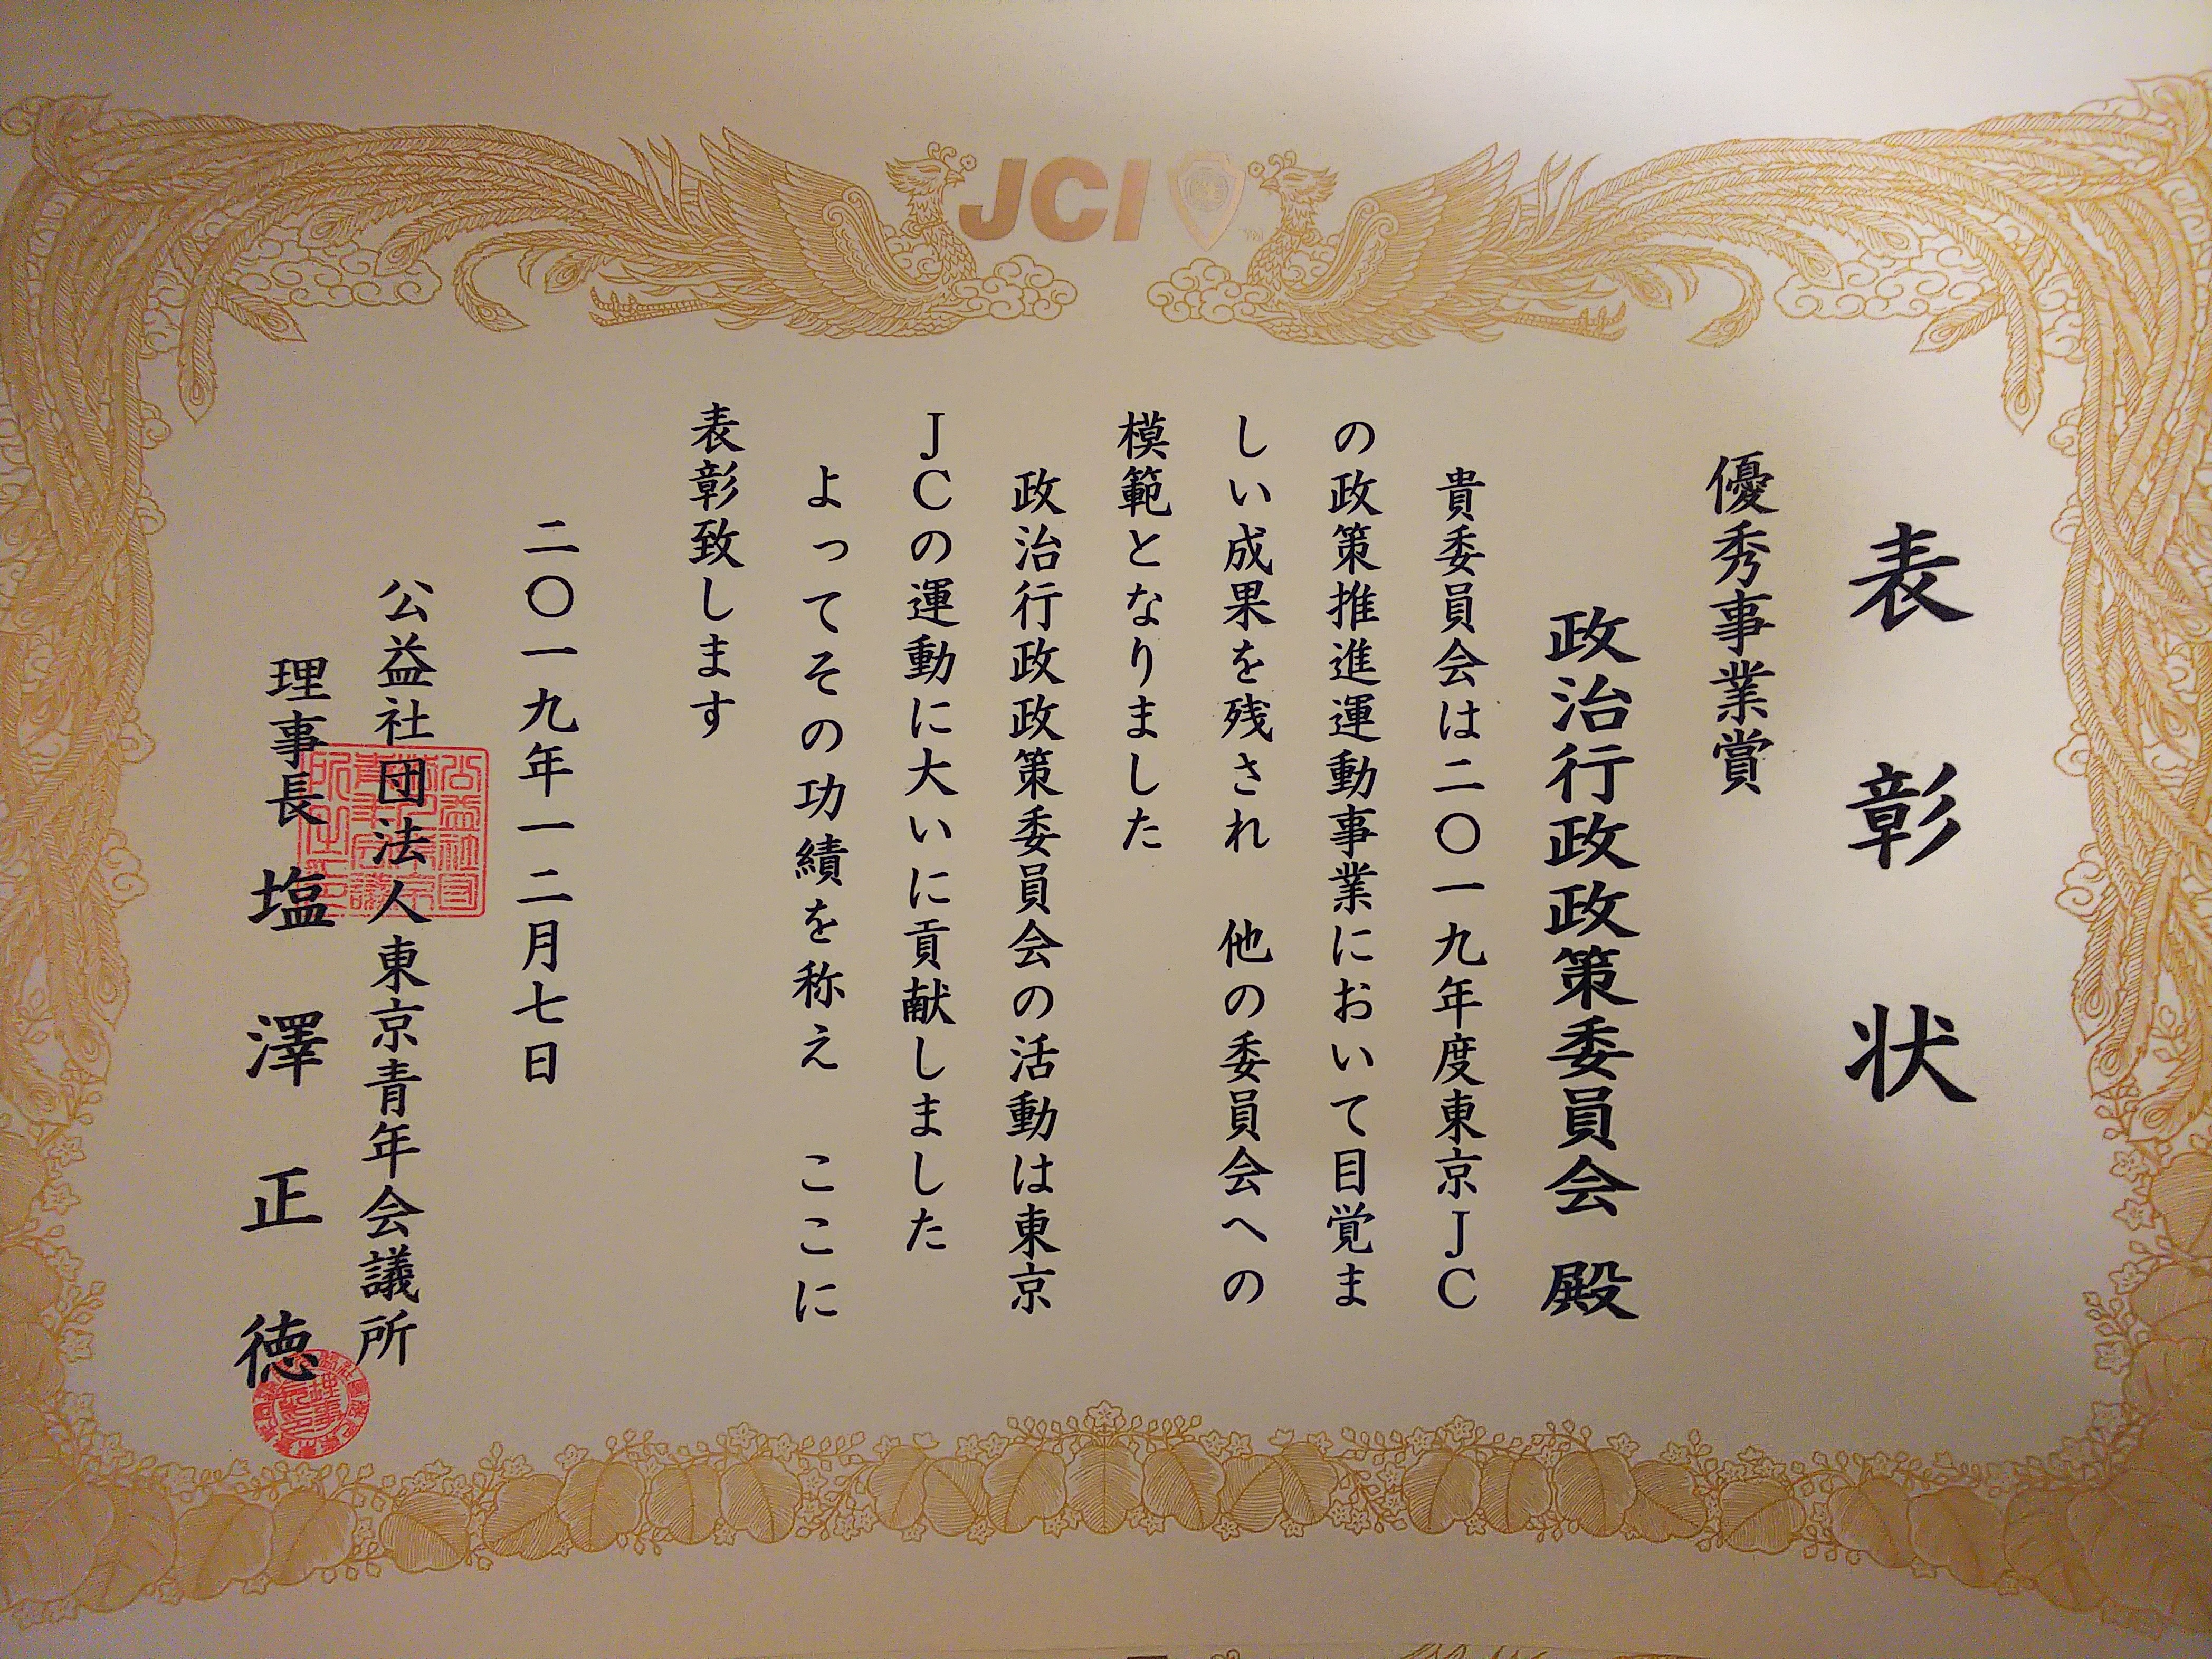 JCI
TM
表彰状
優秀事業賞
政治行政政策委員会 殿
貴委員会は二〇一九年度東京JC
の政策推進運動事業において目覚ま
しい成果を残され 他の委員会への
模範となりました
政治行政政策委員会の活動は東京
JCの運動に大いに貢献しました
よってその功績を称え ここに
表彰致します
二〇一九年一二月七日
公益社団法人東京青年会議所
理事長 塩澤正徳